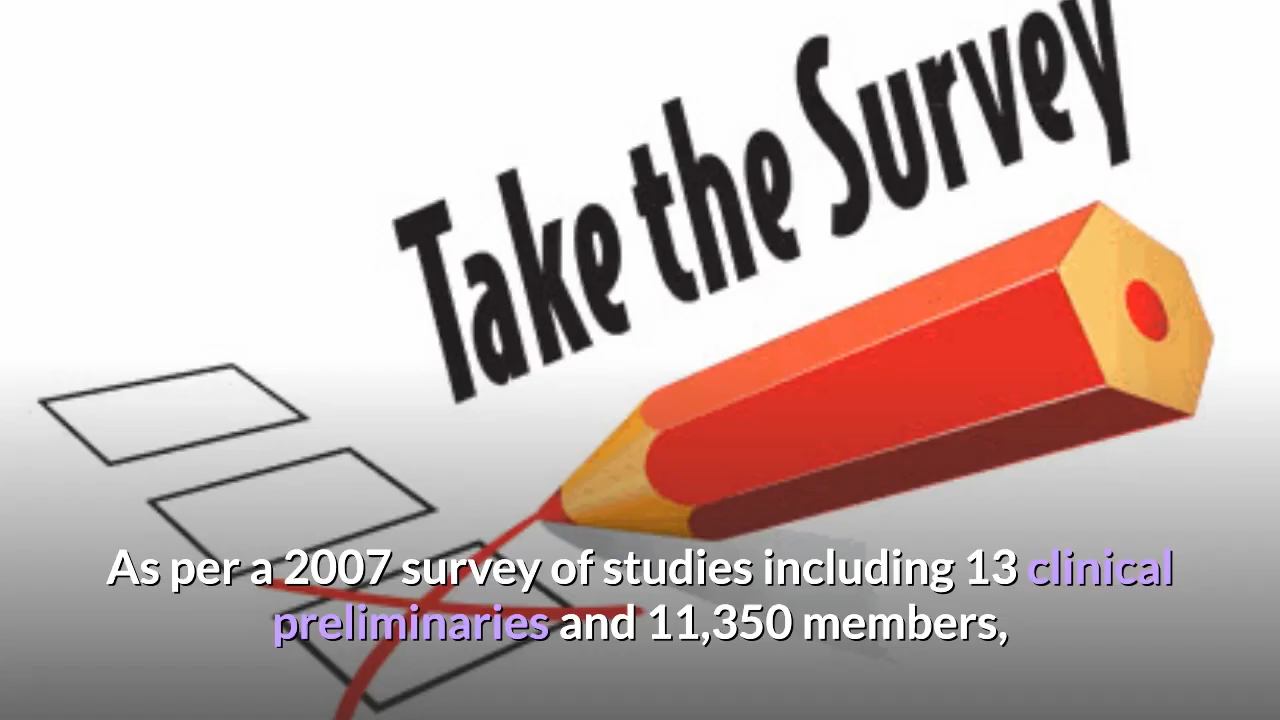 Take the Survey
As per a 2007 survey of studies including 13 clinical
preliminaries and 11,350 members,